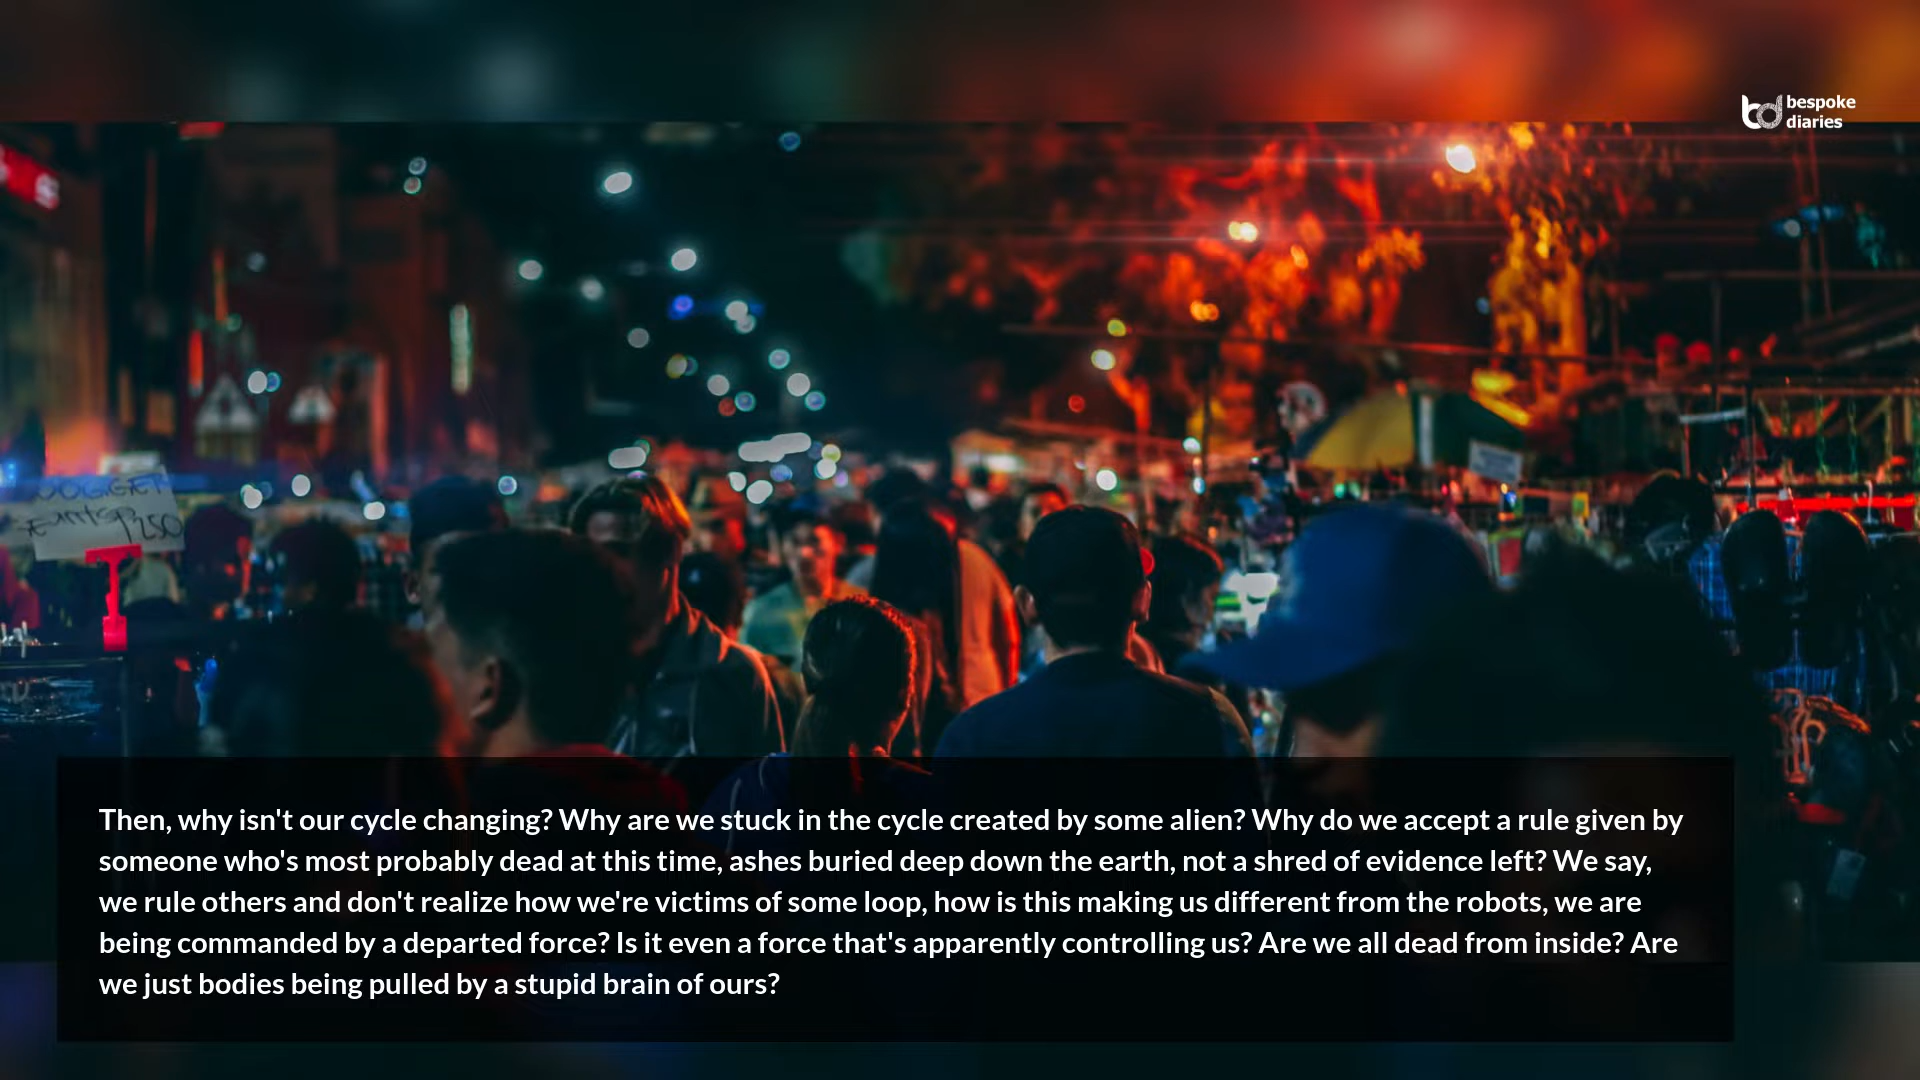 bespoke
diaries
Then, why isn't our cycle changing? Why are we stuck in the cycle created by some alien? Why do we accept a rule given by
someone who's most probably dead at this time, ashes buried deep down the earth, not a shred of evidence left? We say,
we rule others and don't realize how we're victims of some loop, how is this making us different from the robots, we are
being commanded by a departed force? Is it even a force that's apparently controlling us? Are we all dead from inside? Are
we just bodies being pulled by a stupid brain of ours?